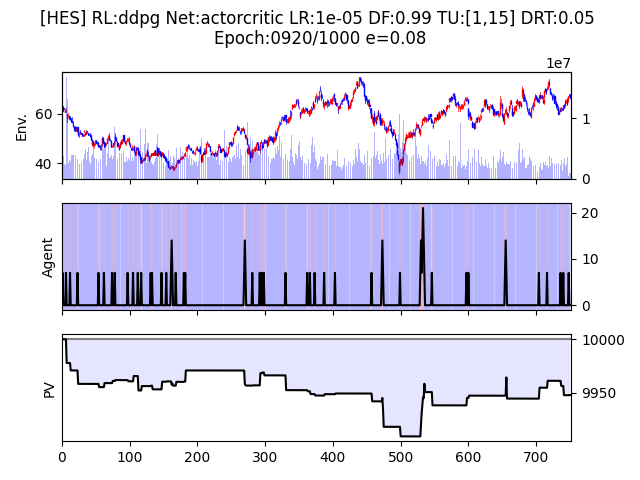 [HES] RL:ddpg Net:actorcritic LR:1e-05 DF:0.99 TU:[1,15] DRT:0.05
Epoch:0920/1000 e=0.08
1e7
Env.
60
40
1
0
Agent
20
10
0
PV
10000
9950
0 100 200 300 400 500 600 700